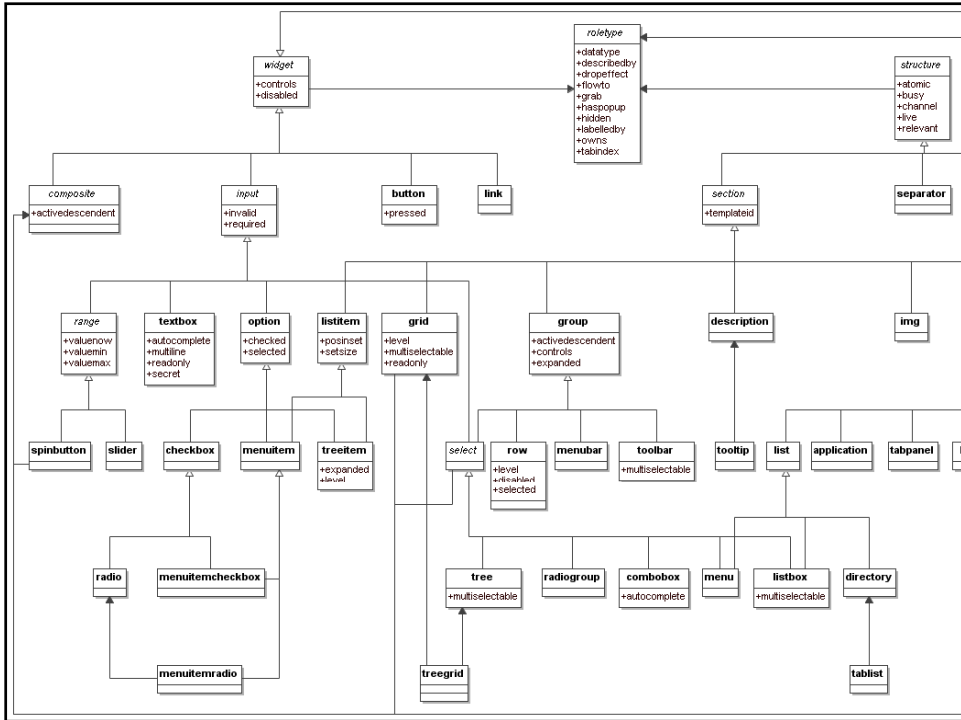 roletype
+datatype
+describedby
+dropeffect
+flowto
+grab
+haspopup
+hidden
+labelledby
+owns
+tabindex
widget
+controls
+disabled
structure
+atomic
+busy
+channel
+live
+relevant
composite
+activedescendent
input
+invalid
+required
button
+pressed
link
section
+templateid
separator
range
+valuenow
+valuemin
+valuemax
textbox
+autocomplete
+multiline
+readonly
+secret
option
+checked
+selected
listitem
+posinset
+setsize
grid
+level
+multiselectable
+readonly
group
+activedescendent
+controls
+expanded
description
img
spinbutton
slider
checkbox
menuitem
treeitem
+expanded
+level
select
row
+level
+disabled
+selected
menubar
toolbar
+multiselectable
tooltip
list
application
tabpanel
radio
menuitemcheckbox
tree
+multiselectable
radiogroup
combobox
+autocomplete
menu
listbox
+multiselectable
directory
menuitemradio
treegrid
tablist